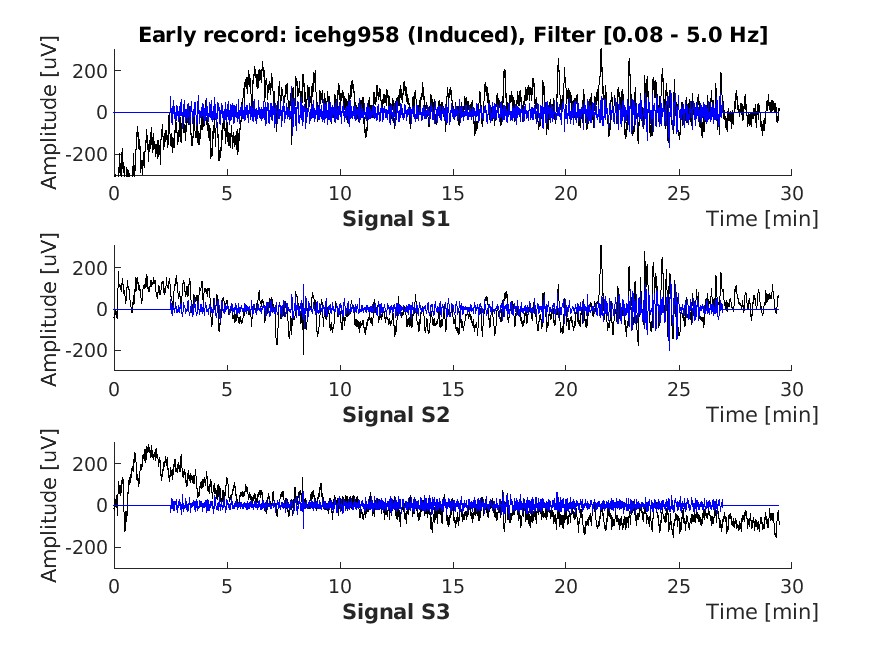 Early record: icehg958 (Induced), Filter [0.08 - 5.0 Hz]
Amplitude [uV]
200
0
-200
0 5 10 15 20 25 30
Signal S1 Time [min]
Amplitude [uV]
200
0
-200
0 5 10 15 20 25 30
Signal S2 Time [min]
Amplitude [uV]
200
0
-200
0 5 10 15 20 25 30
Signal S3 Time [min]